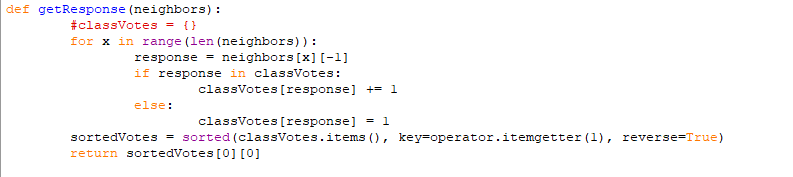 def getResponse(neighbors):
        #classVotes = {}
        for x in range(len(neighbors)):
                response = neighbors[x][-1]
                if response in classVotes:
                        classVotes[response] += 1
                else:
                        classVotes[response] = 1
        sortedVotes = sorted(classVotes.items(), key=operator.itemgetter(1), reverse=True)
        return sortedVotes[0][0]